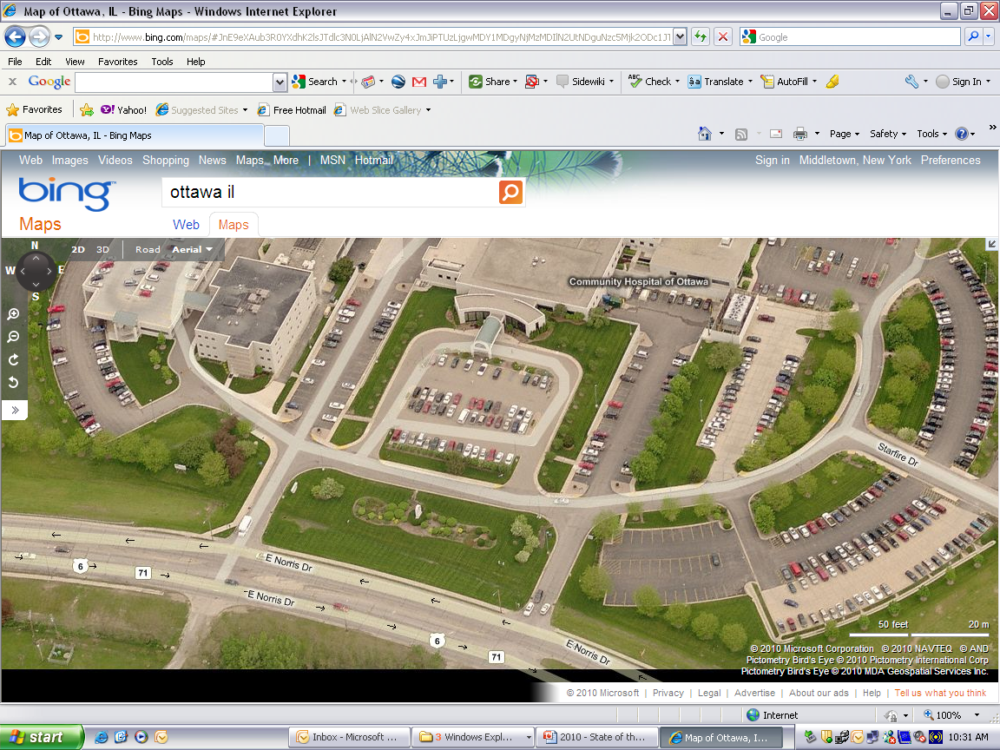 Map of Ottawa, IL - Bing Maps - Windows Internet Explorer
Google
File Edit View Favorites Tools Help
x Google Search Share Sidewiki Check Translate AutoFill Sign In
Favorites Yahoo! Suggested Sites Free Hotmail Web Slice Gallery
Map of Ottawa, IL - Bing Maps Page Safety Tools
Web Images Videos Shopping News Maps More | MSN Hotmail Sign in Middletown, New York Preferences
bing™ ottawa il
Maps Web Maps
N 2D 3D Road Aerial
W E
S
Community Hospital of Ottawa
Starfire Dr
E Norris Dr
6
71
E Norris Dr
6
71
E Norris Dr
50 feet 20 m
© 2010 Microsoft Corporation © 2010 NAVTEQ © AND
Pictometry Bird's Eye © 2010 Pictometry International Corp
Pictometry Bird's Eye © 2010 MDA Geospatial Services Inc.
© 2010 Microsoft | Privacy | Legal | Advertise | About our ads | Help | Tell us what you think
Internet 100%
start Inbox - Microsoft ... 3 Windows Expl... 2010 - State of th... Map of Ottawa, I... 10:31 AM